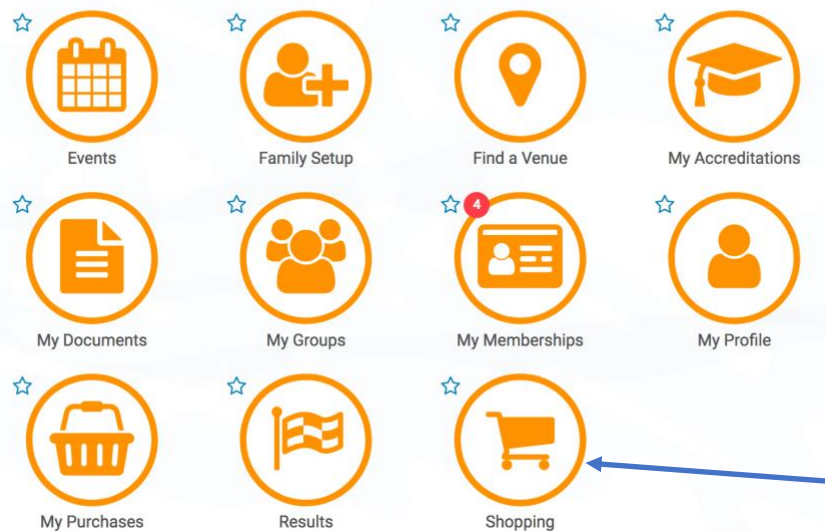 Events
Family Setup
Find a Venue
My Accreditations
4
My Documents
My Groups
My Memberships
My Profile
My Purchases
Results
Shopping